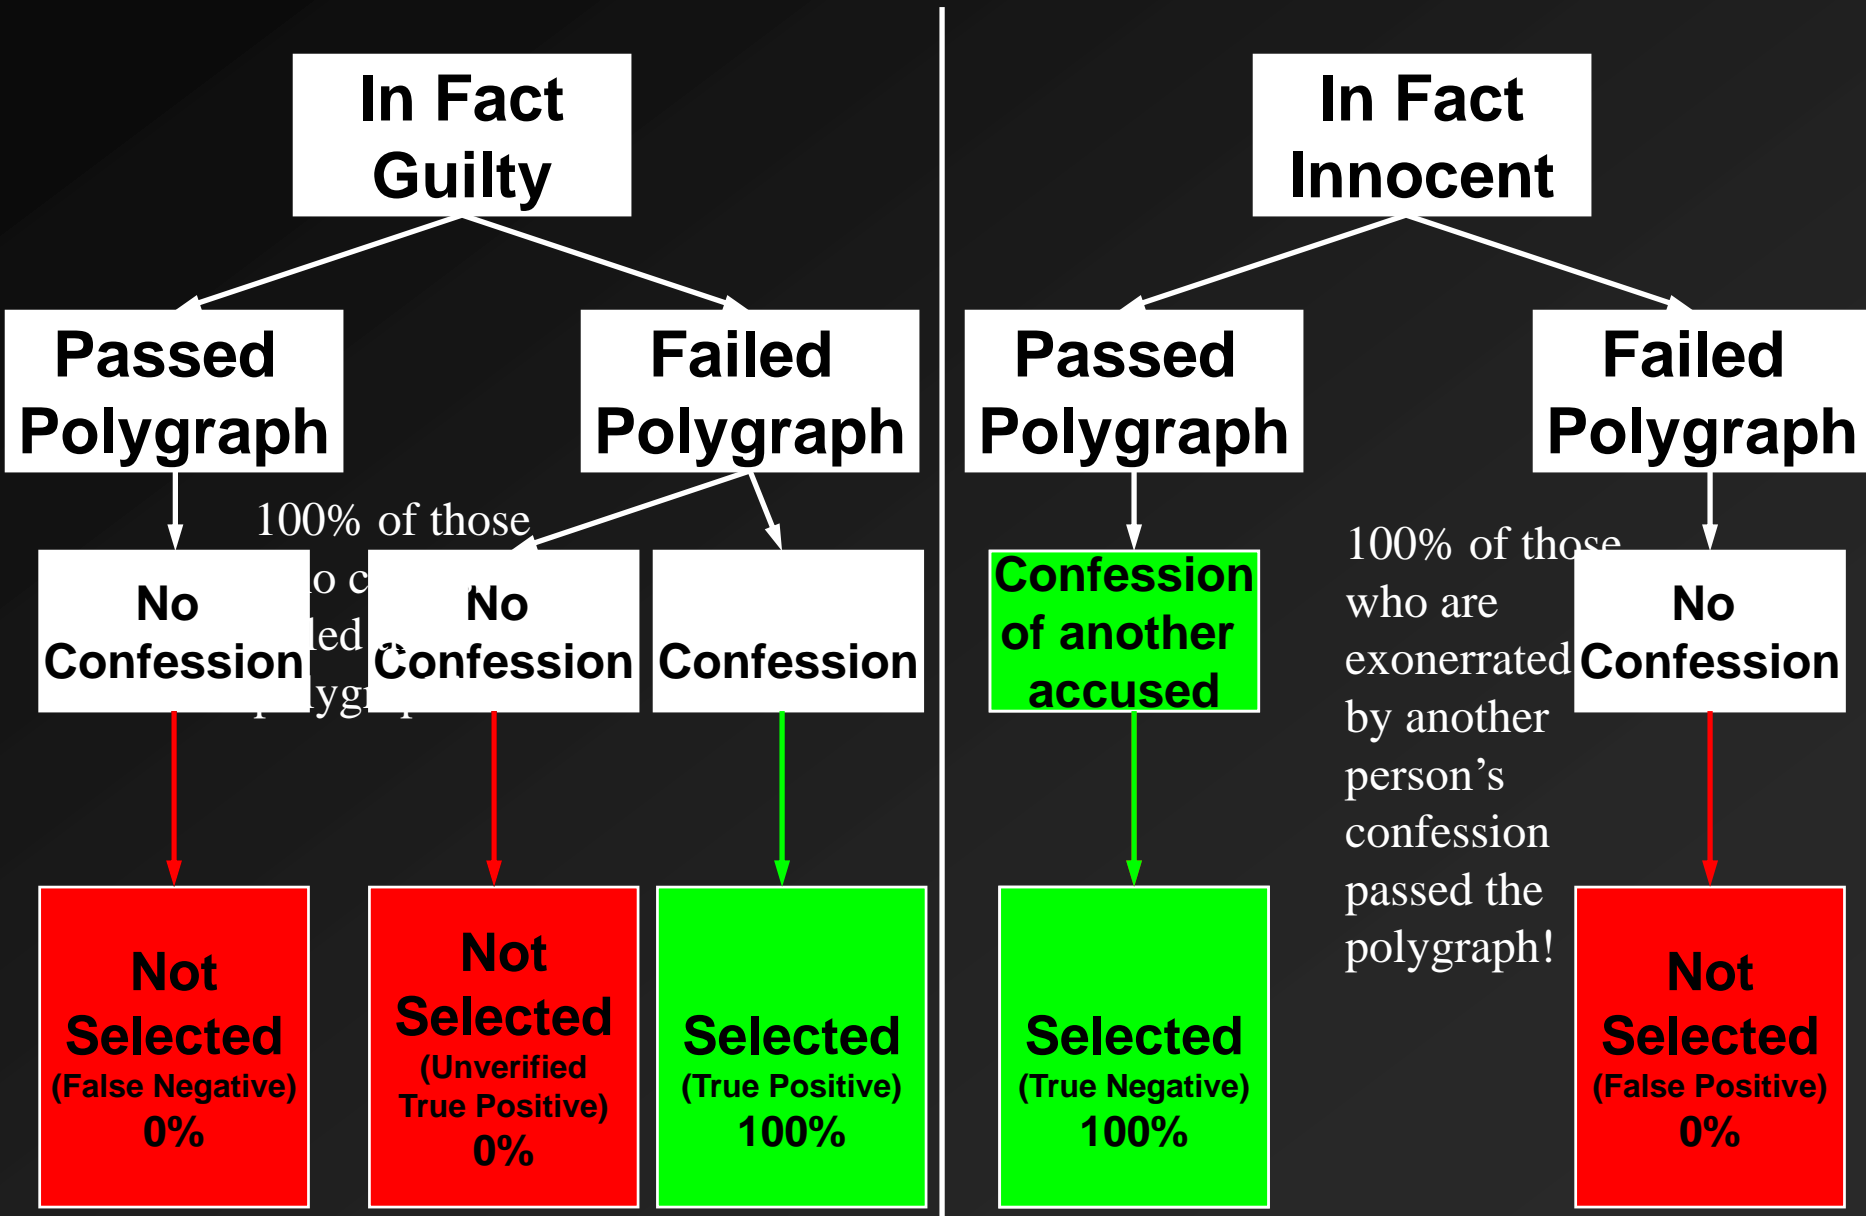 In Fact
Guilty
In Fact
Innocent
Passed
Polygraph
Failed
Polygraph
Passed
Polygraph
Failed
Polygraph
100% of those
No
Confession
No
Confession
Confession
Confession
of another
accused
100% of those
who are
exonerrated
by another
person’s
confession
passed the
polygraph!
No
Confession
Not
Selected
(False Negative)
0%
Not
Selected
(Unverified
True Positive)
0%
Selected
(True Positive)
100%
Selected
(True Negative)
100%
Not
Selected
(False Positive)
0%